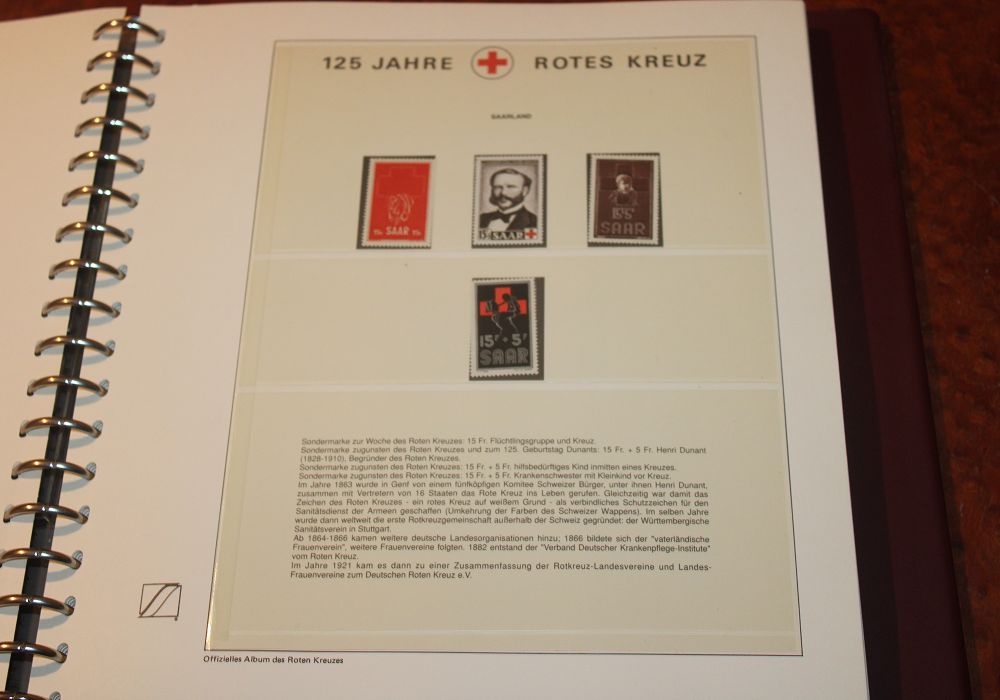 125 JAHRE ROTES KREUZ
SAARLAND
SAAR
15F SAAR
15F+5F SAAR
15F + 5F
SAAR
Sondermarke zur Woche des Roten Kreuzes: 15 Fr. Flüchtlingsgruppe und Kreuz.
Sondermarke zugunsten des Roten Kreuzes und zum 125. Geburtstag Dunants: 15 Fr. + 5 Fr. Henri Dunant
(1828-1910), Begründer des Roten Kreuzes.
Sondermarke zugunsten des Roten Kreuzes: 15 Fr. + 5 Fr. hilfsbedürftiges Kind inmitten eines Kreuzes.
Sondermarke zugunsten des Roten Kreuzes: 15 Fr. + 5 Fr. Krankenschwester mit Kleinkind vor Kreuz.
Im Jahre 1863 wurde in Genf von einem fünfköpfigen Komitee Schweizer Bürger, unter ihnen Henri Dunant,
zusammen mit Vertretern von 16 Staaten das Rote Kreuz ins Leben gerufen. Gleichzeitig war damit das
Zeichen des Roten Kreuzes - ein rotes Kreuz auf weißem Grund - als verbindliches Schutzzeichen für den
Sanitätsdienst der Armeen geschaffen (Umkehrung der Farben des Schweizer Wappens). Im selben Jahre
wurde dann weltweit die erste Rotkreuzgemeinschaft außerhalb der Schweiz gegründet: der Württembergische
Sanitätsverein in Stuttgart.
Ab 1864-1866 kamen weitere deutsche Landesorganisationen hinzu; 1866 bildete sich der "vaterländische
Frauenverein", weitere Frauenvereine folgten. 1882 entstand der "Verband Deutscher Krankenpflege-Institute"
vom Roten Kreuz.
Im Jahre 1921 kam es dann zu einer Zusammenfassung der Rotkreuz-Landesvereine und Landes-
Frauenvereine zum Deutschen Roten Kreuz e.V.
Offizielles Album des Roten Kreuzes